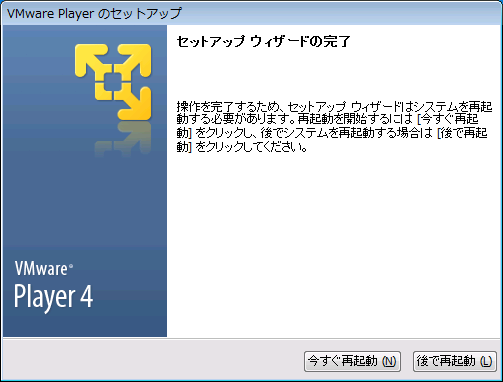 VMware Player のセットアップ
セットアップ ウィザードの完了
操作を完了するため、セットアップ ウィザードはシステムを再起
動する必要があります。再起動を開始するには [今すぐ再起
動] をクリックし、後でシステムを再起動する場合は [後で再起
動] をクリックしてください。
VMware®
Player 4
今すぐ再起動 (N)
後で再起動 (L)